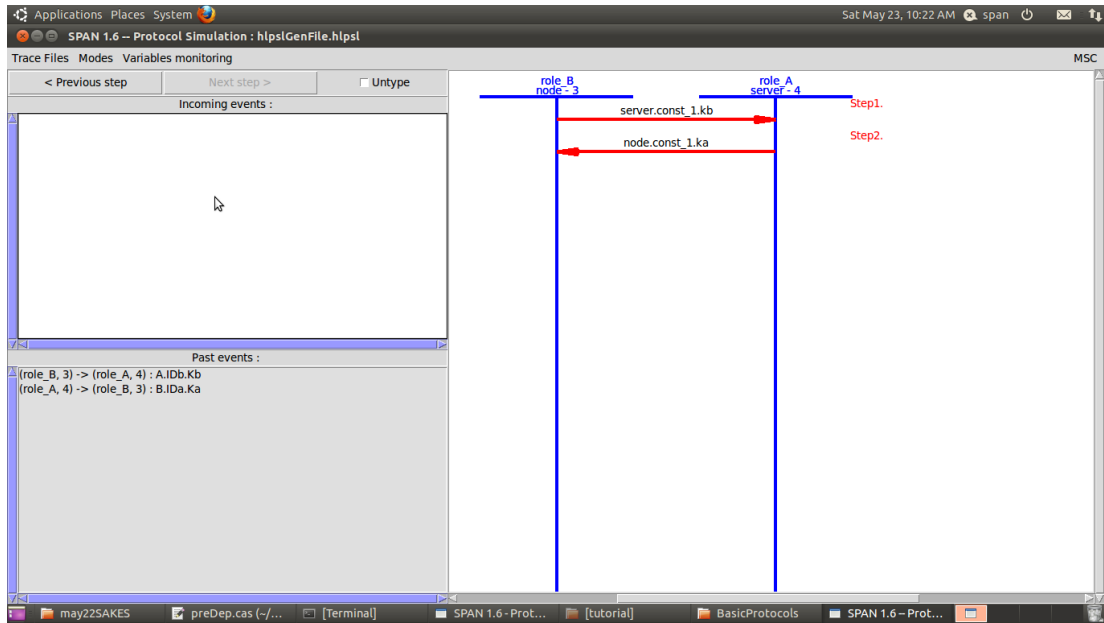 Applications Places System Sat May 23, 10:22 AM span
SPAN 1.6 -- Protocol Simulation : hlpslGenFile.hlpsl
Trace Files Modes Variables monitoring MSC
< Previous step Next step > Untype
Incoming events :
Past events :
(role_B, 3) -> (role_A, 4) : A.IDb.Kb
(role_A, 4) -> (role_B, 3) : B.IDa.Ka
role_B role_A
node - 3 server - 4
server.const_1.kb Step1.
node.const_1.ka Step2.
may22SAKES preDep.cas (~/... [Terminal] SPAN 1.6 - Prot... [tutorial] BasicProtocols SPAN 1.6 -- Prot...